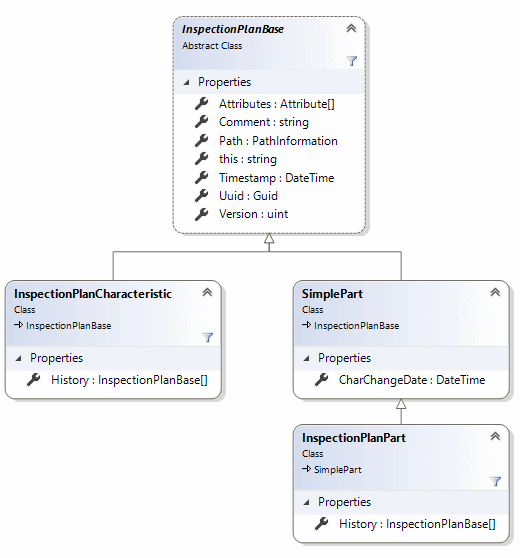 InspectionPlanBase
Abstract Class
Properties
Attributes : Attribute[]
Comment : string
Path : PathInformation
this : string
Timestamp : DateTime
Uuid : Guid
Version : uint
InspectionPlanCharacteristic
Class
InspectionPlanBase
Properties
History : InspectionPlanBase[]
SimplePart
Class
InspectionPlanBase
Properties
CharChangeDate : DateTime
InspectionPlanPart
Class
SimplePart
Properties
History : InspectionPlanBase[]